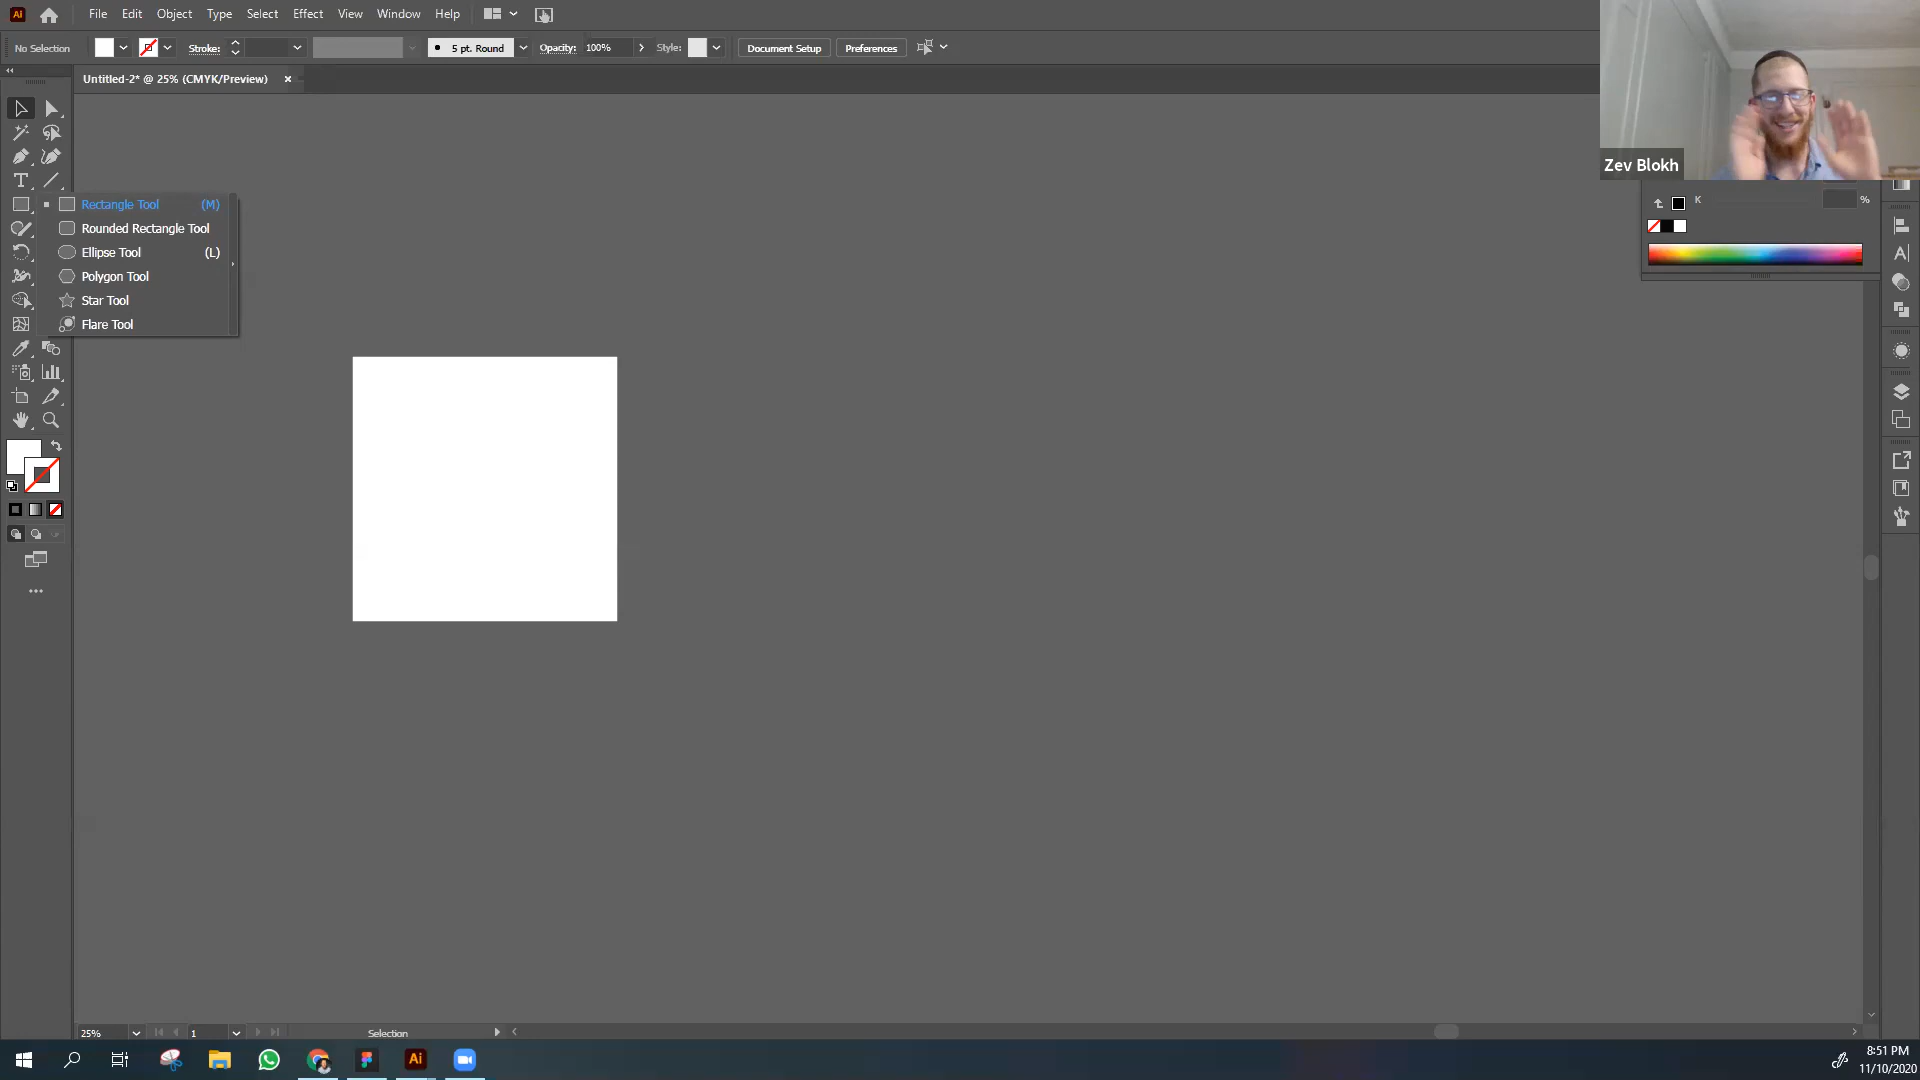 Ai File Edit Object Type Select Effect View Window Help
No Selection Stroke: 5 pt. Round Opacity: 100% Style: Document Setup Preferences
Untitled-2* @ 25% (CMYK/Preview) ×
Zev Blokh
K %
Rectangle Tool (M)
Rounded Rectangle Tool
Ellipse Tool (L)
Polygon Tool
Star Tool
Flare Tool
25% 1 Selection
Ai
8:51 PM
11/10/2020